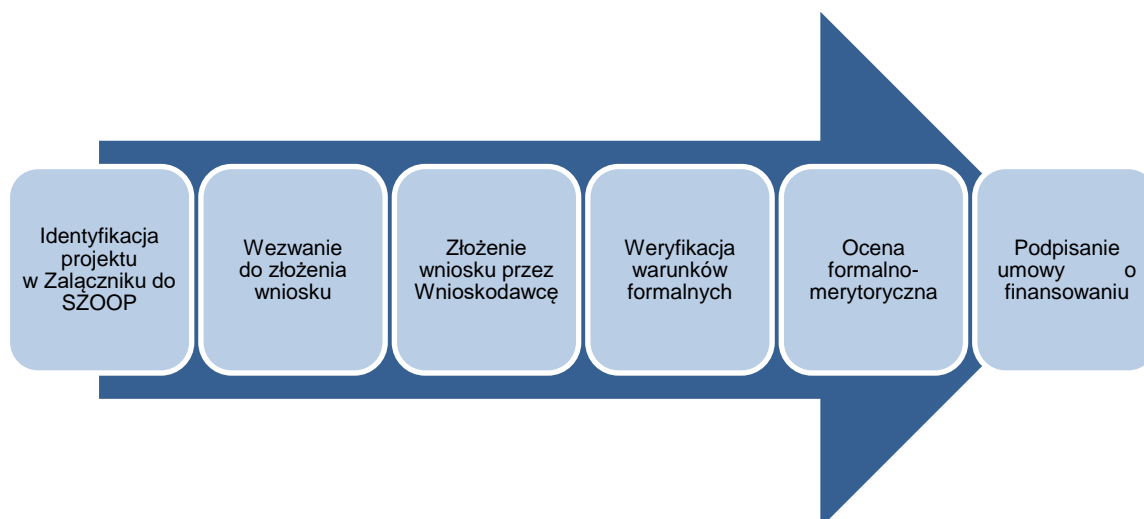 Identyfikacja
projektu
w Zalączniku do
SZOOP
Wezwanie
do złożenia
wniosku
Złożenie
wniosku przez
Wnioskodawcę
Weryfikacja
warunków
formalnych
Ocena
formalno-
merytoryczna
Podpisanie
umowy o
finansowaniu